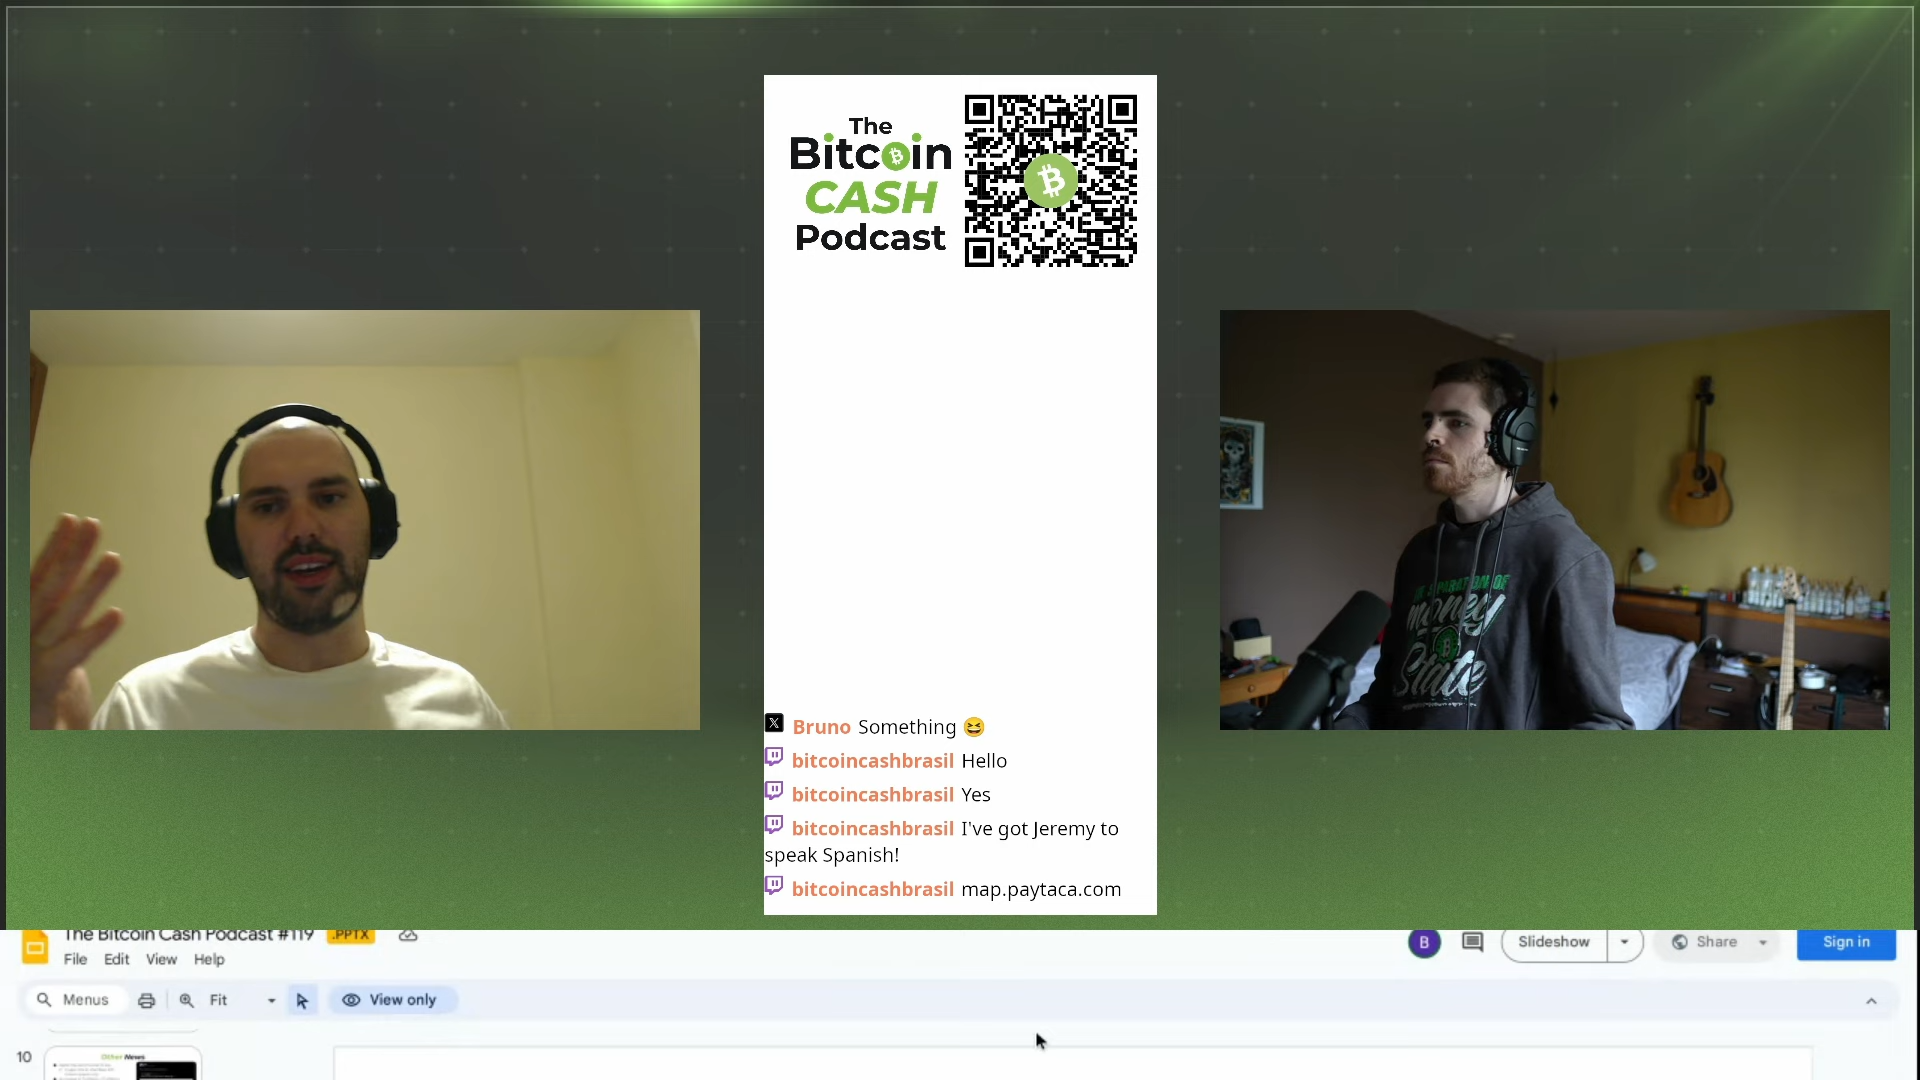 The
Bitcoin
CASH
Podcast
money
State
Bruno Something 😆
bitcoincashbrasil Hello
bitcoincashbrasil Yes
bitcoincashbrasil I've got Jeremy to
speak Spanish!
bitcoincashbrasil map.paytaca.com
The Bitcoin Cash Podcast #119 .PPTX
File Edit View Help
B Slideshow Share Sign in
Menus Fit View only
10 Other News